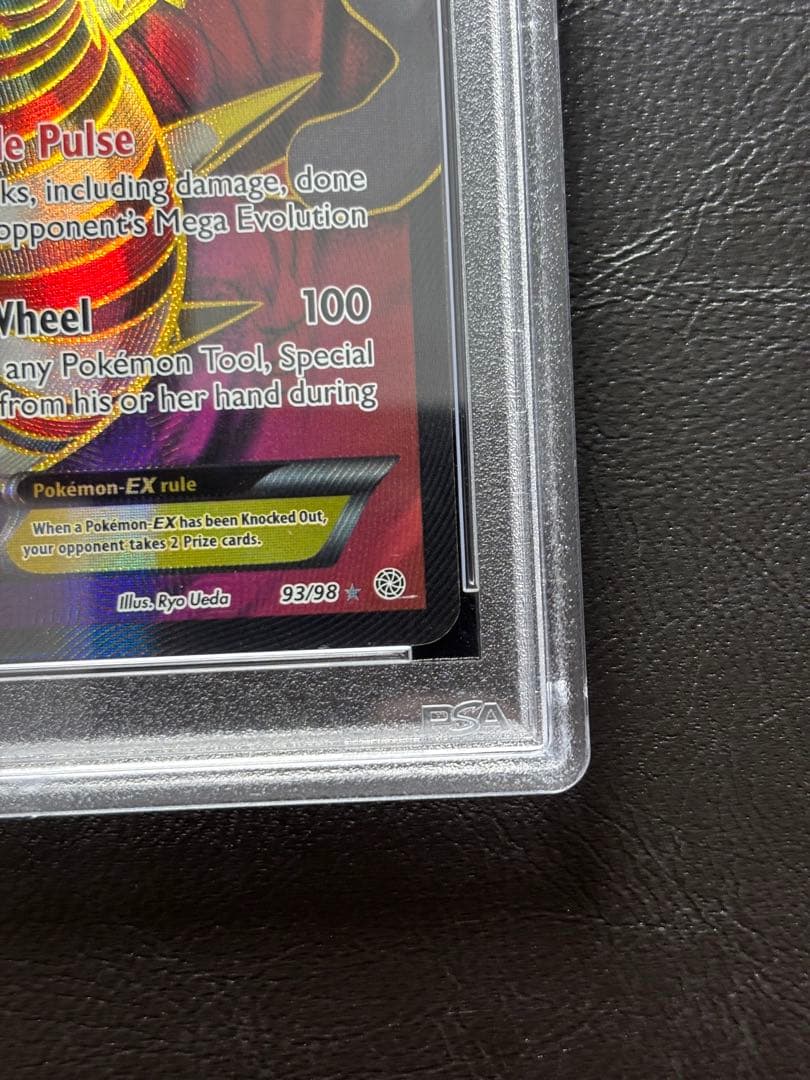 le Pulse
ks, including damage, done
opponent's Mega Evolution
Wheel 100
any Pokémon Tool, Special
from his or her hand during
Pokémon-EX rule
When a Pokémon-EX has been Knocked Out,
your opponent takes 2 Prize cards.
Illus. Ryo Ueda 93/98
PSA